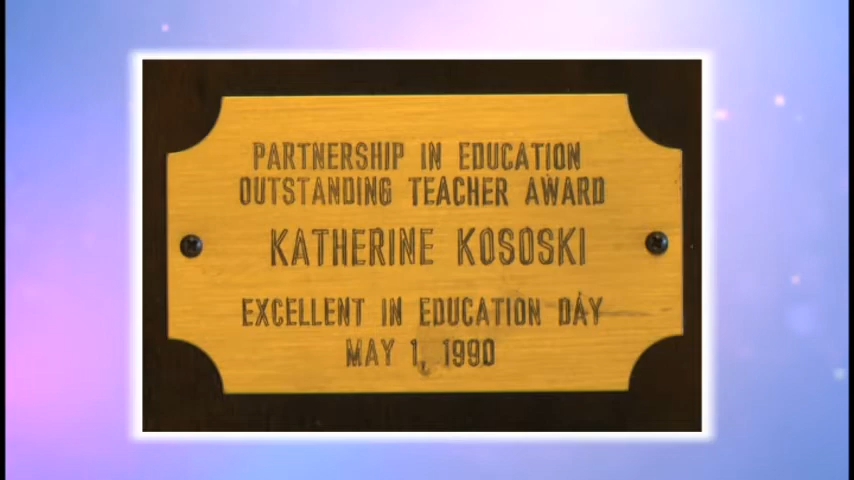 PARTNERSHIP IN EDUCATION
OUTSTANDING TEACHER AWARD
KATHERINE KOSOSKI
EXCELLENT IN EDUCATION DAY
MAY 1, 1990